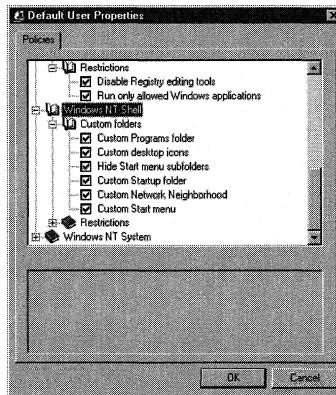 Default User Properties
Policies
Restrictions
Disable Registry editing tools
Run only allowed Windows applications
Windows NT Shell
Custom folders
Custom Programs folder
Custom desktop icons
Hide Start menu subfolders
Custom Startup folder
Custom Network Neighborhood
Custom Start menu
Restrictions
Windows NT System
OK
Cancel